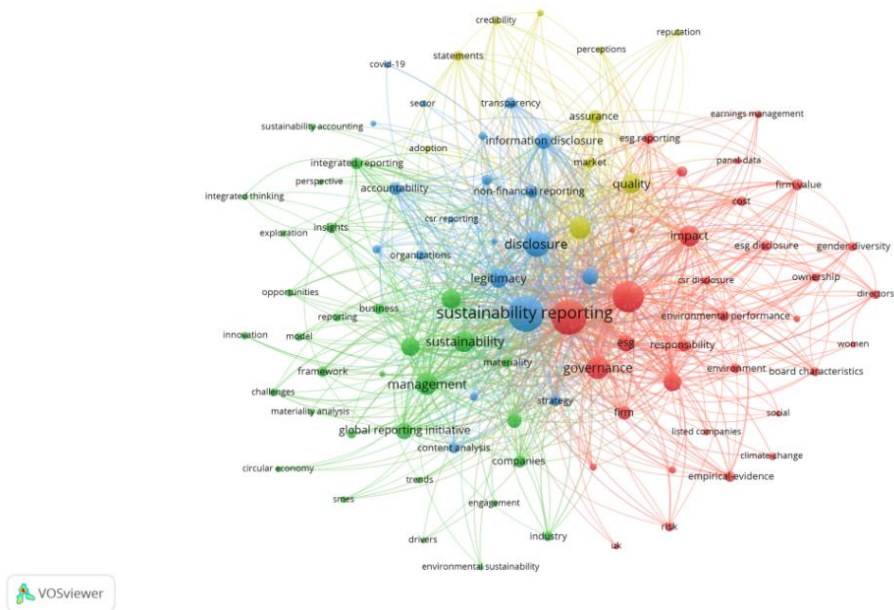 credibility
reputation
statements
perceptions
covid-19
sector
transparency
assurance
earnings management
sustainability accounting
adoption
information disclosure
esg reporting
integrated reporting
market
panel data
perspective
accountability
non-financial reporting
quality
firm value
integrated thinking
cost
csr reporting
exploration
insights
disclosure
impact
esg disclosure
gender diversity
organizations
legitimacy
csr disclosure
ownership
opportunities
business
directors
reporting
sustainability reporting
environmental performance
innovation
model
sustainability
esg
responsibility
women
materiality
governance
environment
board characteristics
framework
management
challenges
strategy
materiality analysis
firm
social
global reporting initiative
listed companies
content analysis
companies
climate change
circular economy
trends
empirical evidence
smes
engagement
risk
drivers
industry
uk
environmental sustainability
VOSviewer